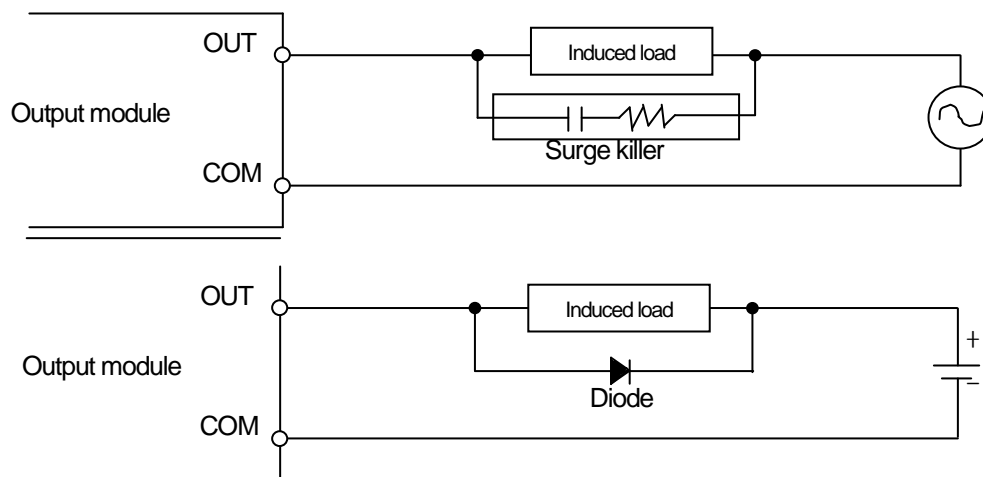 OUT
Induced load
Output module
Surge killer
COM
OUT
Induced load
+
Output module
−
Diode
COM